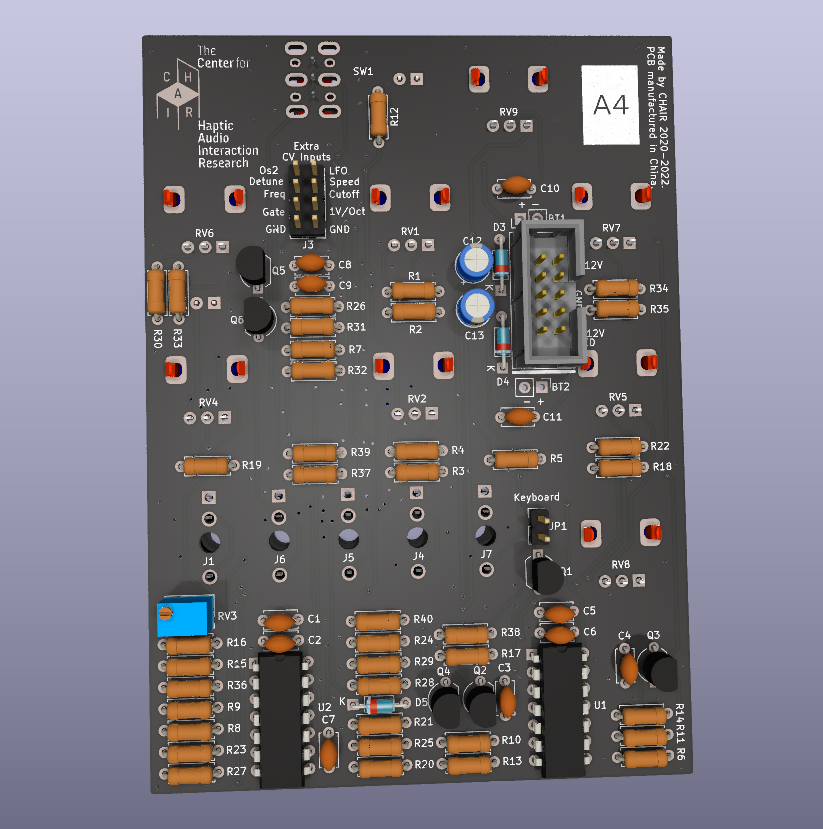 The
Center for
C H
A
I R
Haptic
Audio
Interaction
Research
SW1
R12
RV9
A4
Made by CHAIR 2020-2022.
PCB manufactured in China.
Extra
CV Inputs
Os2
Detune
Freq
Gate
GND
LFO
Speed
Cutoff
1V/Oct
GND
J3
C10
+ -
BT1
RV6
RV1
RV7
C12
D3
12V
Q5
C8
C9
R1
R2
K
GND
R34
R35
R30
R33
Q6
R26
R31
R7
R32
C13
12V
K
D4
BT2
- +
RV4
RV2
RV5
C11
R19
R39
R37
R4
R3
R5
R22
R18
Keyboard
JP1
J1
J6
J5
J4
J7
Q1
RV8
RV3
C1
C2
R40
R24
R29
R28
R38
R17
C5
C6
C4
Q3
R16
R15
R36
R9
R8
R23
R27
U2
C7
K
D5
R21
R25
R20
Q4
Q2
C3
R10
R13
U1
R14
R11
R6